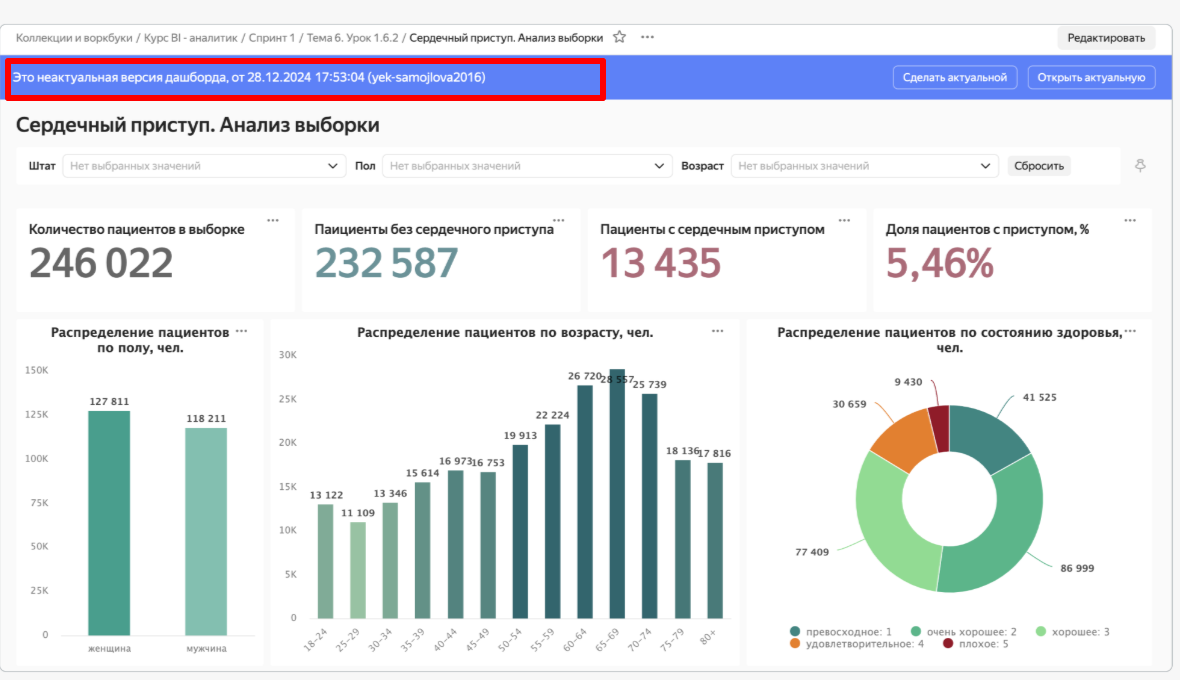 Коллекции и воркбуки / Курс BI - аналитик / Спринт 1 / Тема 6. Урок 1.6.2 / Сердечный приступ. Анализ выборки
Редактировать
Это неактуальная версия дашборда, от 28.12.2024 17:53:04 (yek-samojlova2016)
Сделать актуальной
Открыть актуальную
Сердечный приступ. Анализ выборки
Штат Нет выбранных значений
Пол Нет выбранных значений
Возраст Нет выбранных значений
Сбросить
Количество пациентов в выборке
246 022
Паициенты без сердечного приступа
232 587
Пациенты с сердечным приступом
13 435
Доля пациентов с приступом, %
5,46%
Распределение пациентов
по полу, чел.
150K
125K
100K
75K
50K
25K
0
127 811
118 211
женщина
мужчина
Распределение пациентов по возрасту, чел.
30K
25K
20K
15K
10K
5K
0
13 122
11 109
13 346
15 614
16 973
16 753
19 913
22 224
26 720
28 557
25 739
18 136
17 816
18-24
25-29
30-34
35-39
40-44
45-49
50-54
55-59
60-64
65-69
70-74
75-79
80+
Распределение пациентов по состоянию здоровья,
чел.
9 430
41 525
30 659
77 409
86 999
превосходное: 1
очень хорошее: 2
хорошее: 3
удовлетворительное: 4
плохое: 5